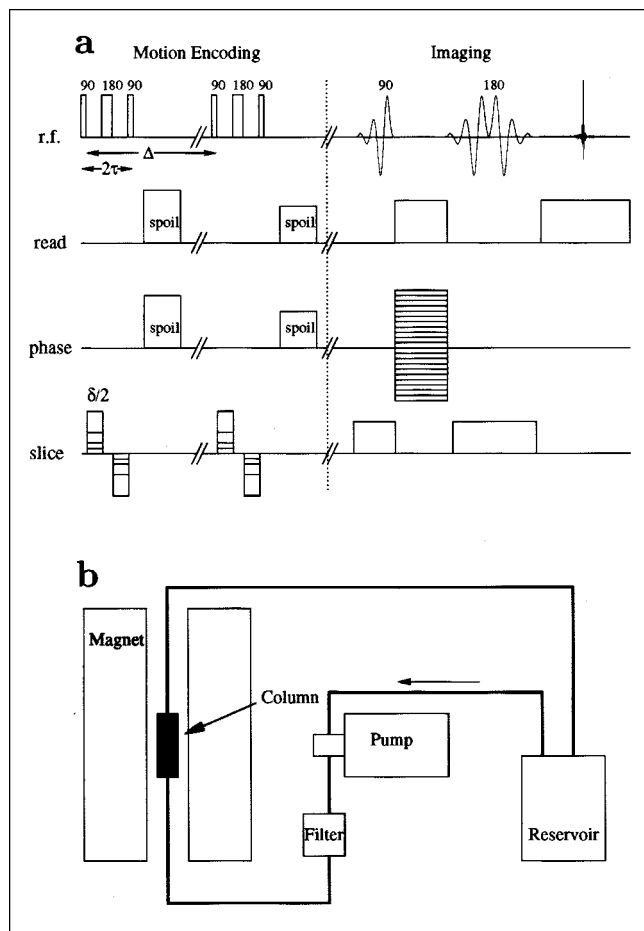 a
Motion Encoding
Imaging
90 180 90
90 180 90
90
180
r.f.
Δ
2τ
spoil
spoil
read
spoil
spoil
phase
δ/2
slice
b
Magnet
Column
Pump
Filter
Reservoir